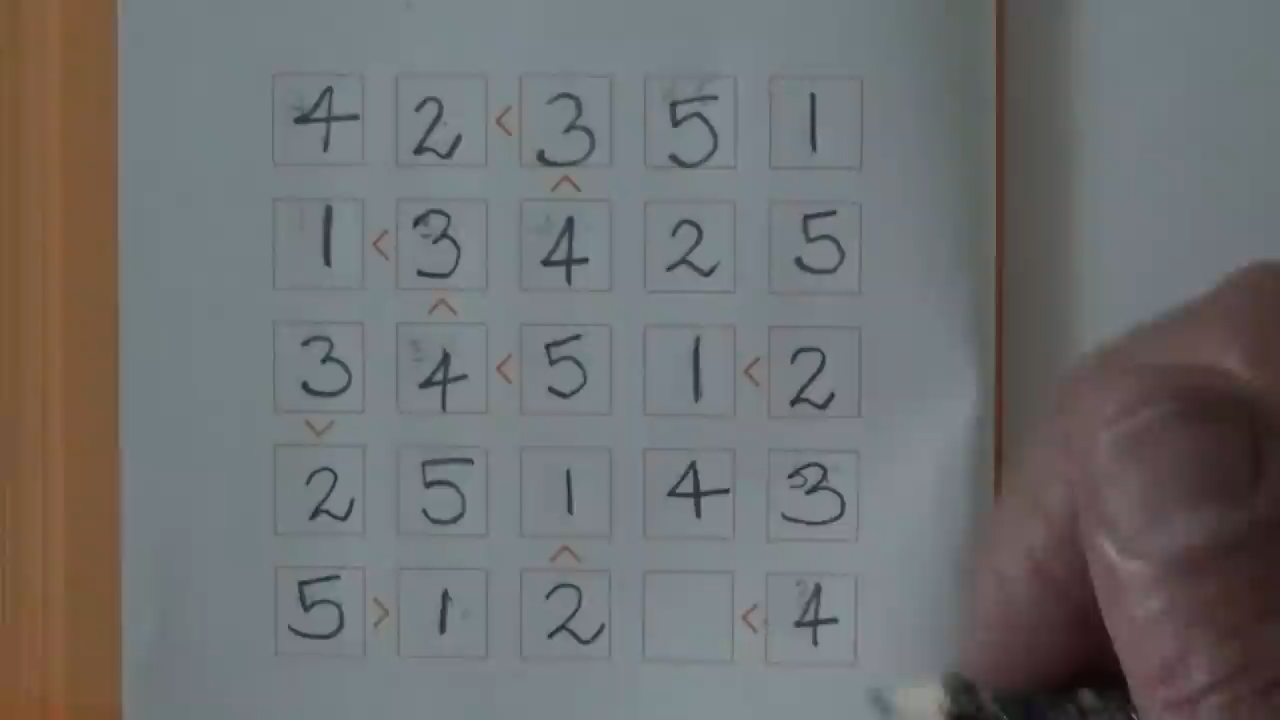 4 2 < 3 5 1
^
1 < 3 4 2 5
^
3 4 < 5 1 < 2
v
2 5 1 4 3
^
5 > 1 2 < 4